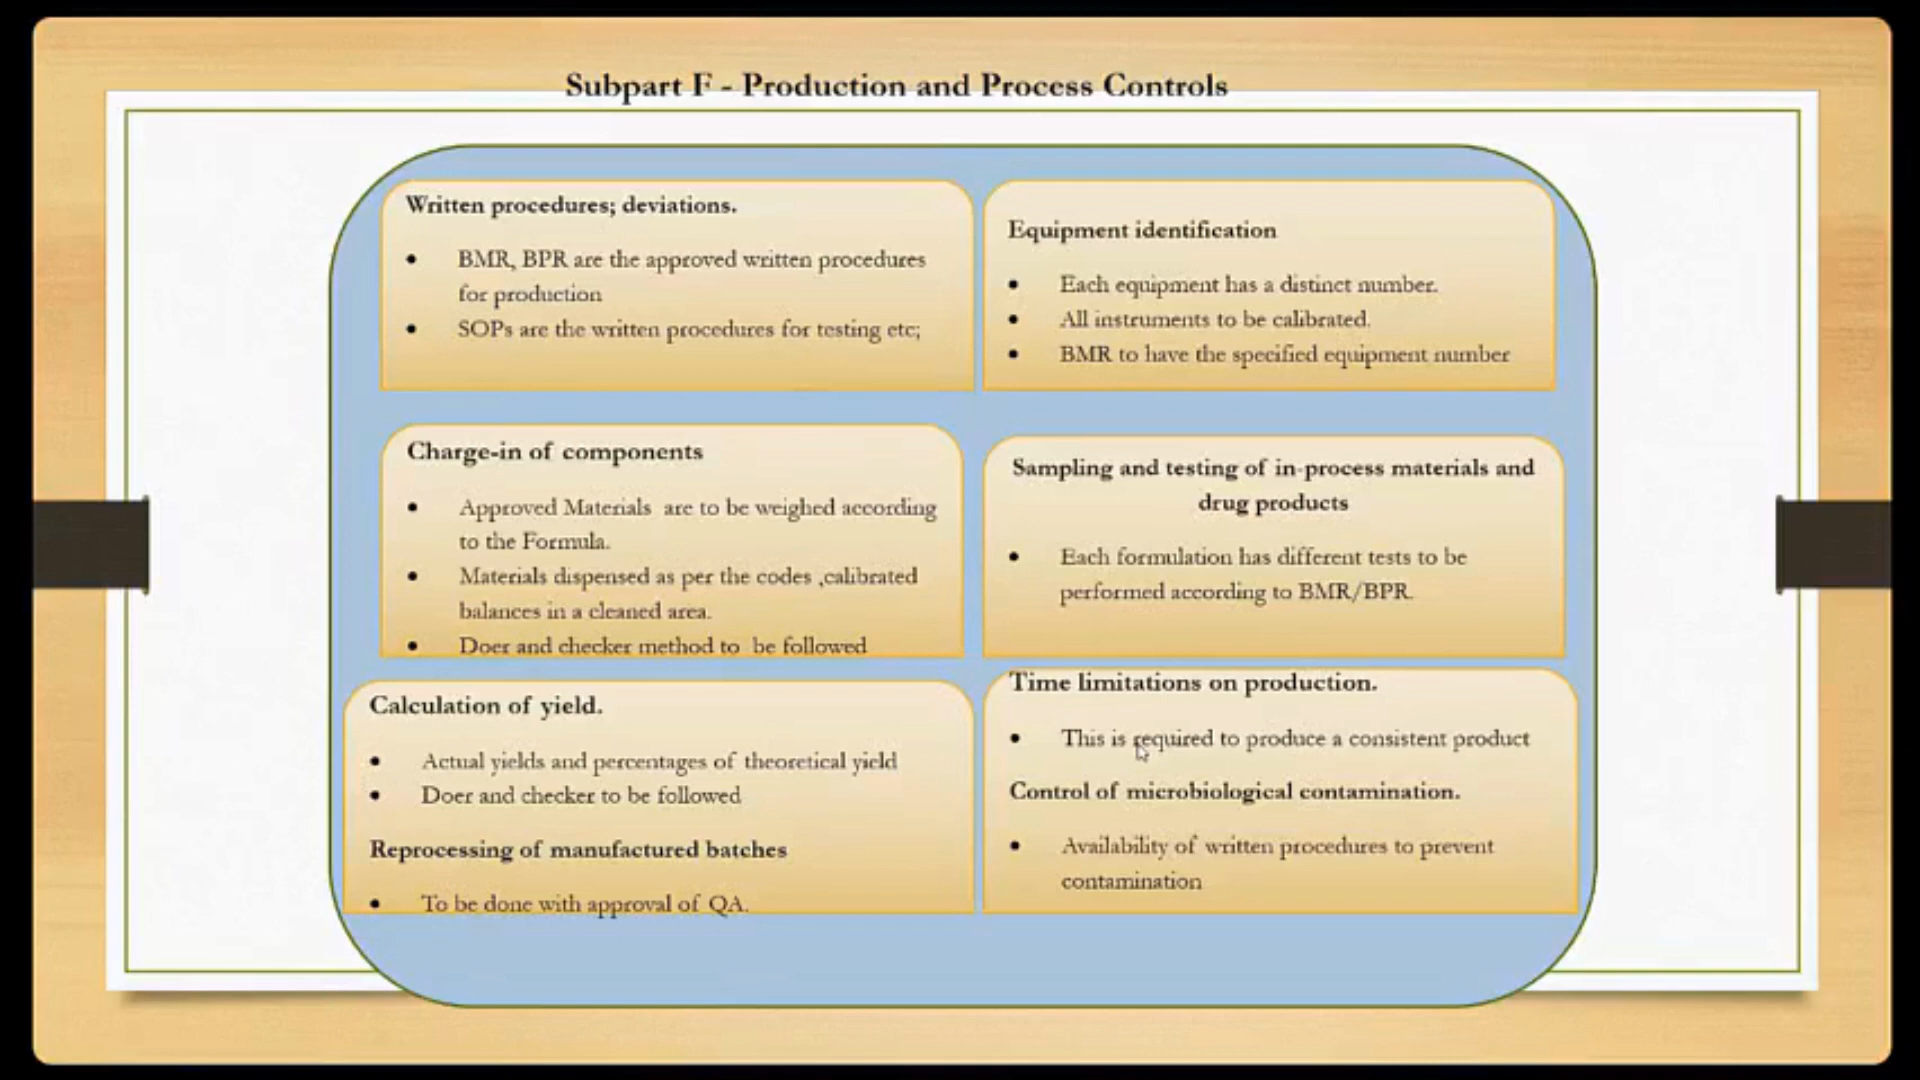 Subpart F - Production and Process Controls
Written procedures; deviations.
• BMR, BPR are the approved written procedures
for production
• SOPs are the written procedures for testing etc;
Equipment identification
• Each equipment has a distinct number.
• All instruments to be calibrated.
• BMR to have the specified equipment number
Charge-in of components
• Approved Materials are to be weighed according
to the Formula.
• Materials dispensed as per the codes ,calibrated
balances in a cleaned area.
• Doer and checker method to be followed
Sampling and testing of in-process materials and
drug products
• Each formulation has different tests to be
performed according to BMR/BPR.
Calculation of yield.
• Actual yields and percentages of theoretical yield
• Doer and checker to be followed
Reprocessing of manufactured batches
• To be done with approval of QA.
Time limitations on production.
• This is required to produce a consistent product
Control of microbiological contamination.
• Availability of written procedures to prevent
contamination